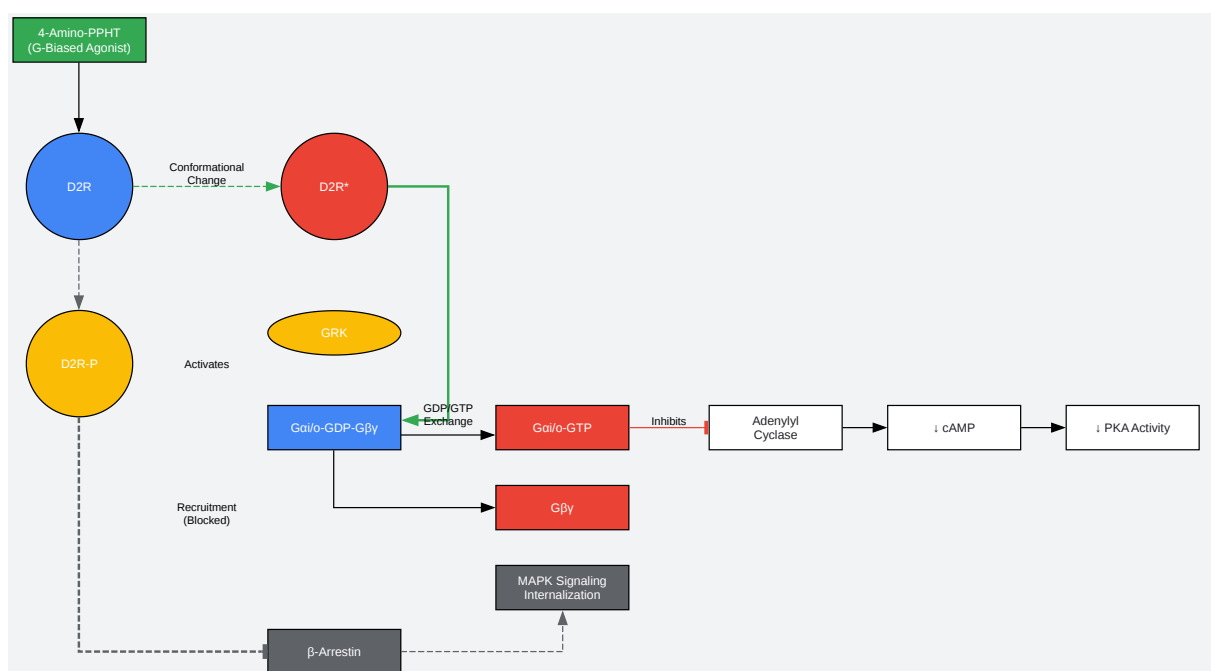 4-Amino-PPHT
(G-Biased Agonist)
D2R
Conformational
Change
D2R*
GRK
D2R-P
Activates
Gαi/o-GDP-Gβγ
GDP/GTP
Exchange
Gαi/o-GTP
Inhibits
Adenylyl
Cyclase
↓ cAMP
↓ PKA Activity
Recruitment
(Blocked)
Gβγ
MAPK Signaling
Internalization
β-Arrestin